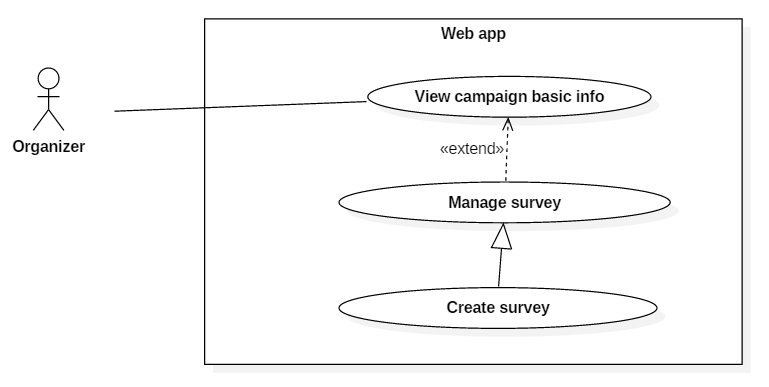 Web app
View campaign basic info
Organizer
«extend»
Manage survey
Create survey